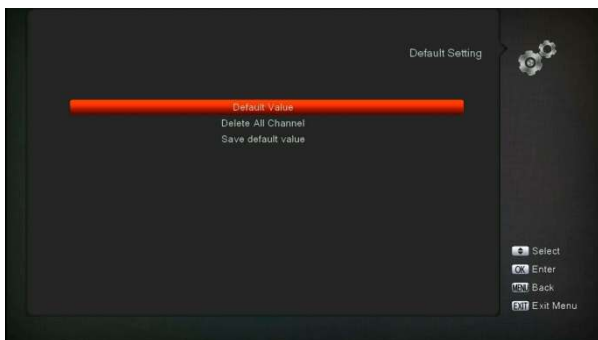 Default Setting
Default Value
Delete All Channel
Save default value
Select
OK Enter
MENU Back
EXIT Exit Menu